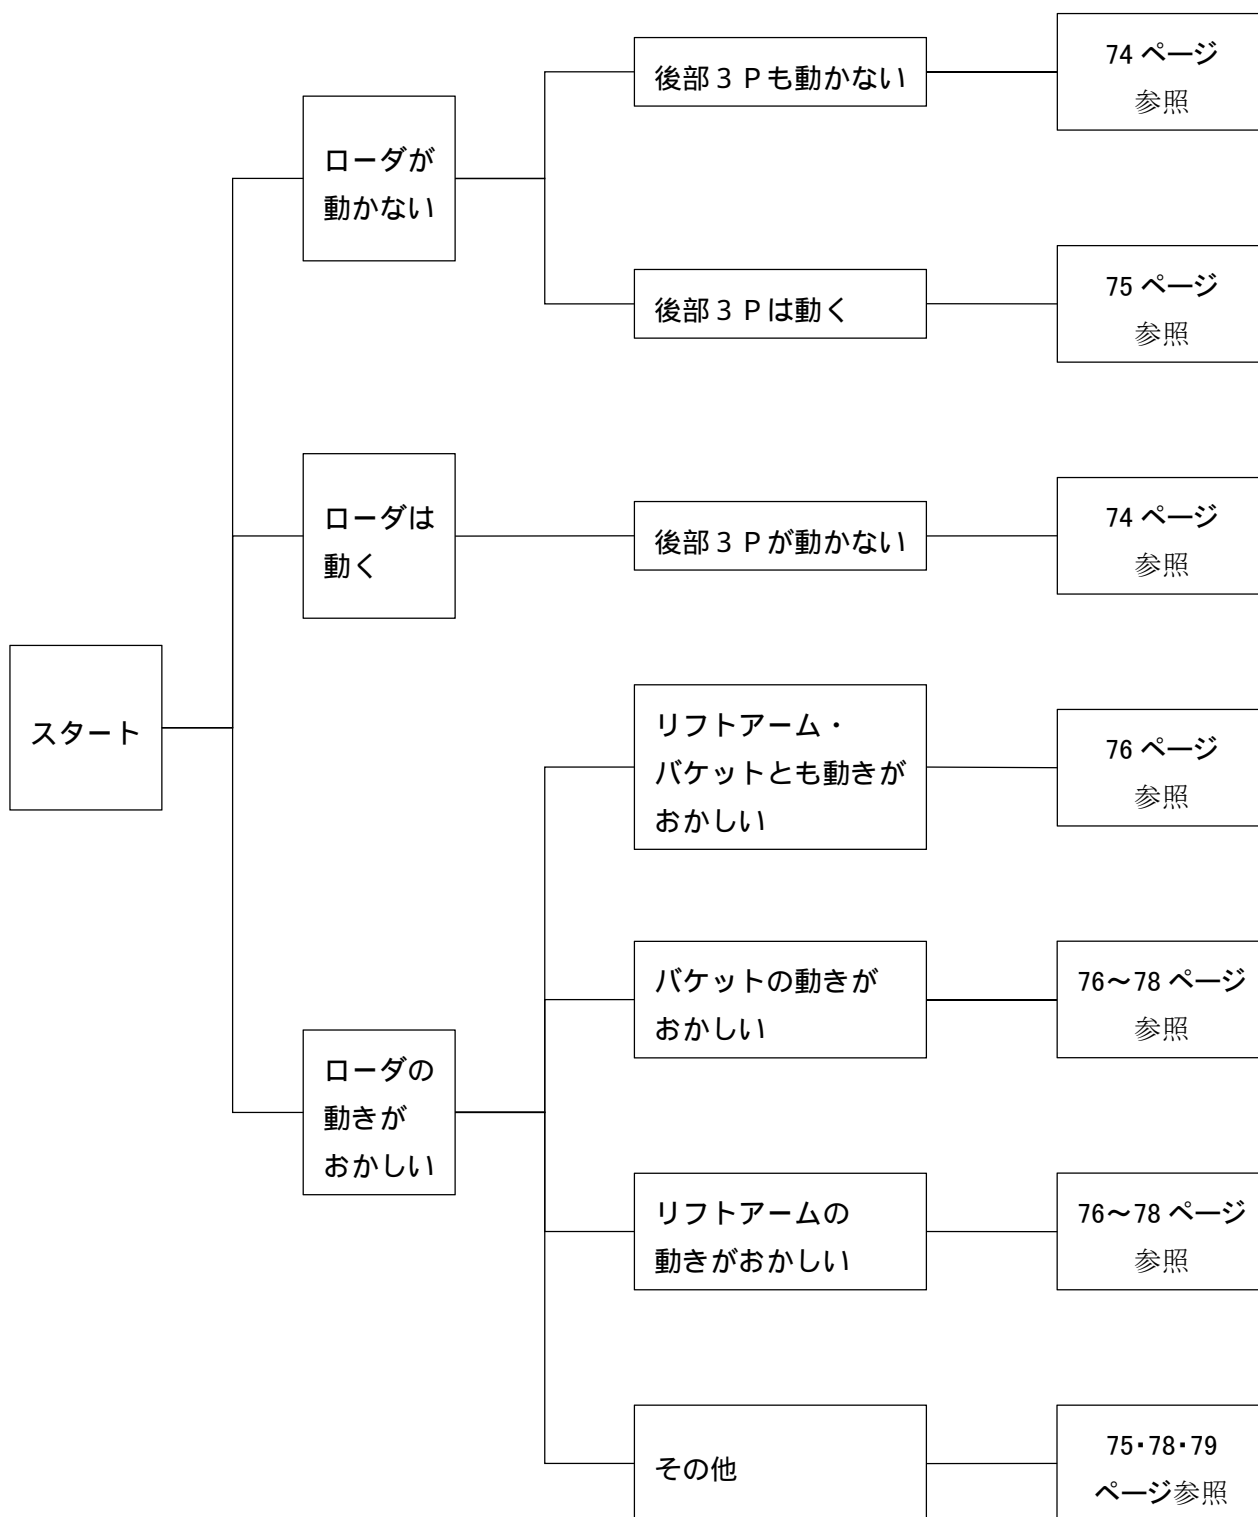 スタート
ローダが
動かない
後部３Ｐも動かない
74 ページ
参照
後部３Ｐは動く
75 ページ
参照
ローダは
動く
後部３Ｐが動かない
74 ページ
参照
ローダの
動きが
おかしい
リフトアーム・
バケットとも動きが
おかしい
76 ページ
参照
バケットの動きが
おかしい
76～78 ページ
参照
リフトアームの
動きがおかしい
76～78 ページ
参照
その他
75・78・79
ページ参照